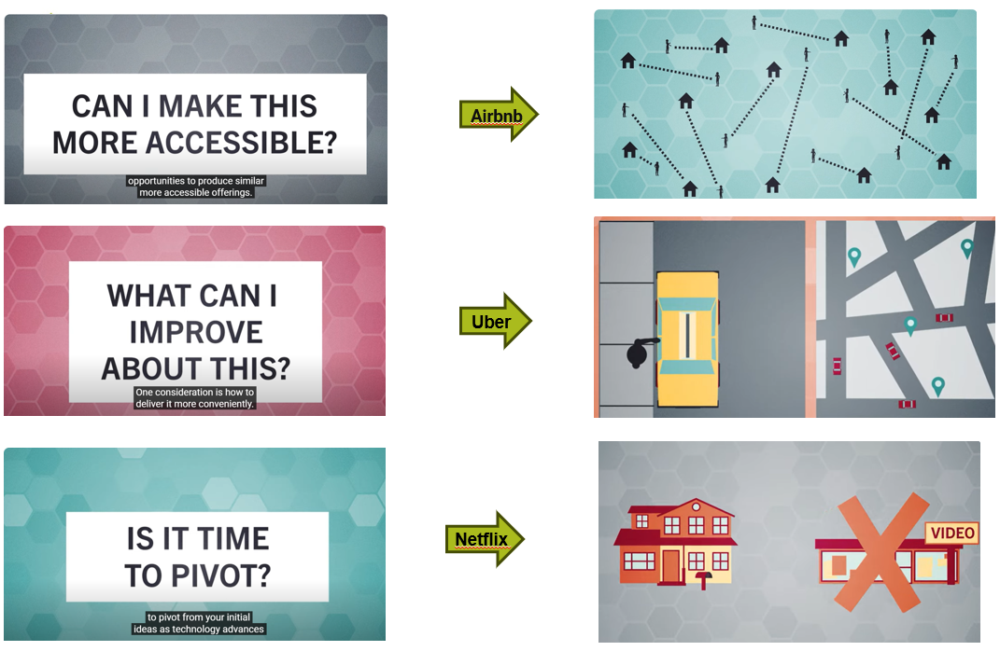 CAN I MAKE THIS
MORE ACCESSIBLE?
opportunities to produce similar
more accessible offerings.
Airbnb
WHAT CAN I
IMPROVE
ABOUT THIS?
One consideration is how to
deliver it more conveniently.
Uber
IS IT TIME
TO PIVOT?
to pivot from your initial
ideas as technology advances
Netflix
VIDEO